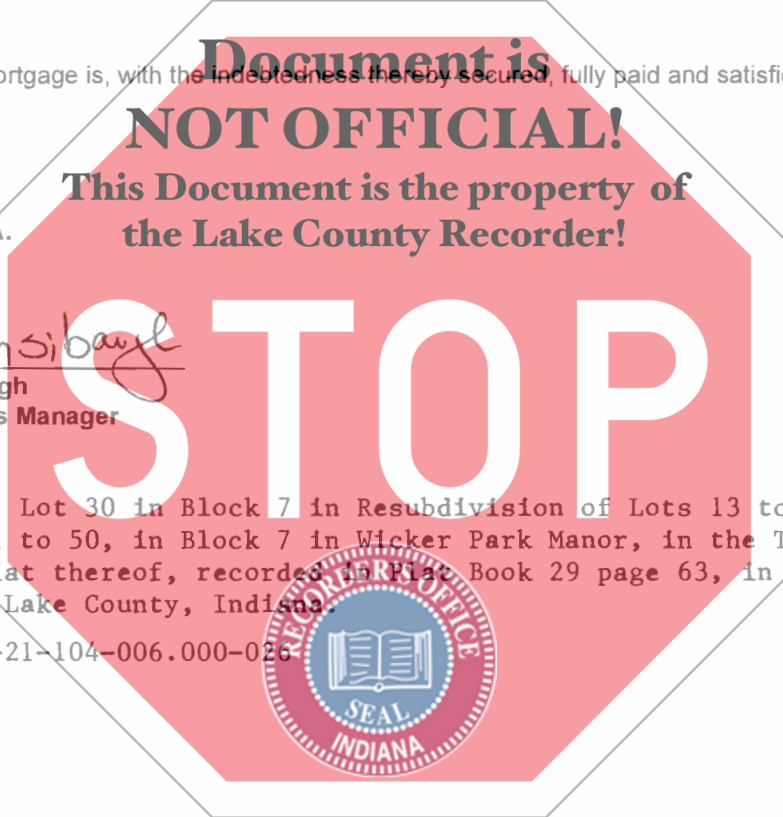 Document is
ortgage is, with the indebtedness thereby secured, fully paid and satisfi
NOT OFFICIAL!
This Document is the property of
the Lake County Recorder!
A.
nsibaugh
gh
s Manager
STOP
Lot 30 in Block 7 in Resubdivision of Lots 13 to
to 50, in Block 7 in Wicker Park Manor, in the T
at thereof, recorded in Plat Book 29 page 63, in
Lake County, Indiana.
-21-104-006.000-026
RECORDER'S OFFICE
SEAL
INDIANA